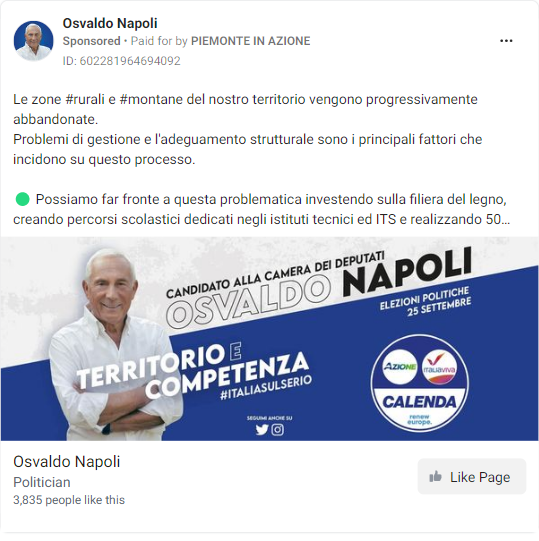 Osvaldo Napoli
Sponsored • Paid for by PIEMONTE IN AZIONE
ID: 602281964694092
Le zone #rurali e #montane del nostro territorio vengono progressivamente
abbandonate.
Problemi di gestione e l'adeguamento strutturale sono i principali fattori che
incidono su questo processo.
Possiamo far fronte a questa problematica investendo sulla filiera del legno,
creando percorsi scolastici dedicati negli istituti tecnici ed ITS e realizzando 50...
CANDIDATO ALLA CAMERA DEI DEPUTATI
OSVALDO NAPOLI
ELEZIONI POLITICHE
25 SETTEMBRE
TERRITORIO E
COMPETENZA
#ITALIASULSERIO
SEGUIMI ANCHE SU
AZIONE
ITALIAVIVA
CALENDA
renew
europe.
Osvaldo Napoli
Politician
3,835 people like this
Like Page